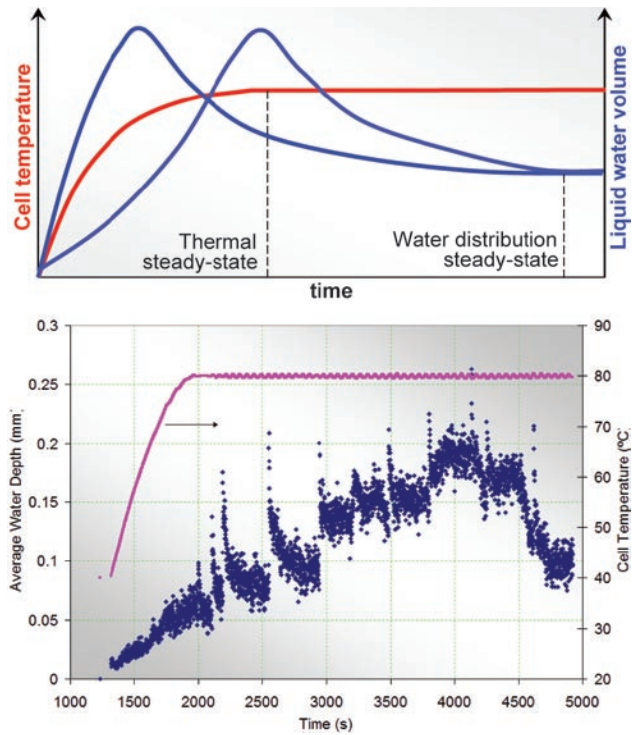 Cell temperature
Liquid water volume
Thermal
steady-state
Water distribution
steady-state
time
0.3
0.25
0.2
0.15
0.1
0.05
0
Average Water Depth (mm)
90
80
70
60
50
40
30
20
Cell Temperature (ºC)
1000 1500 2000 2500 3000 3500 4000 4500 5000
Time (s)